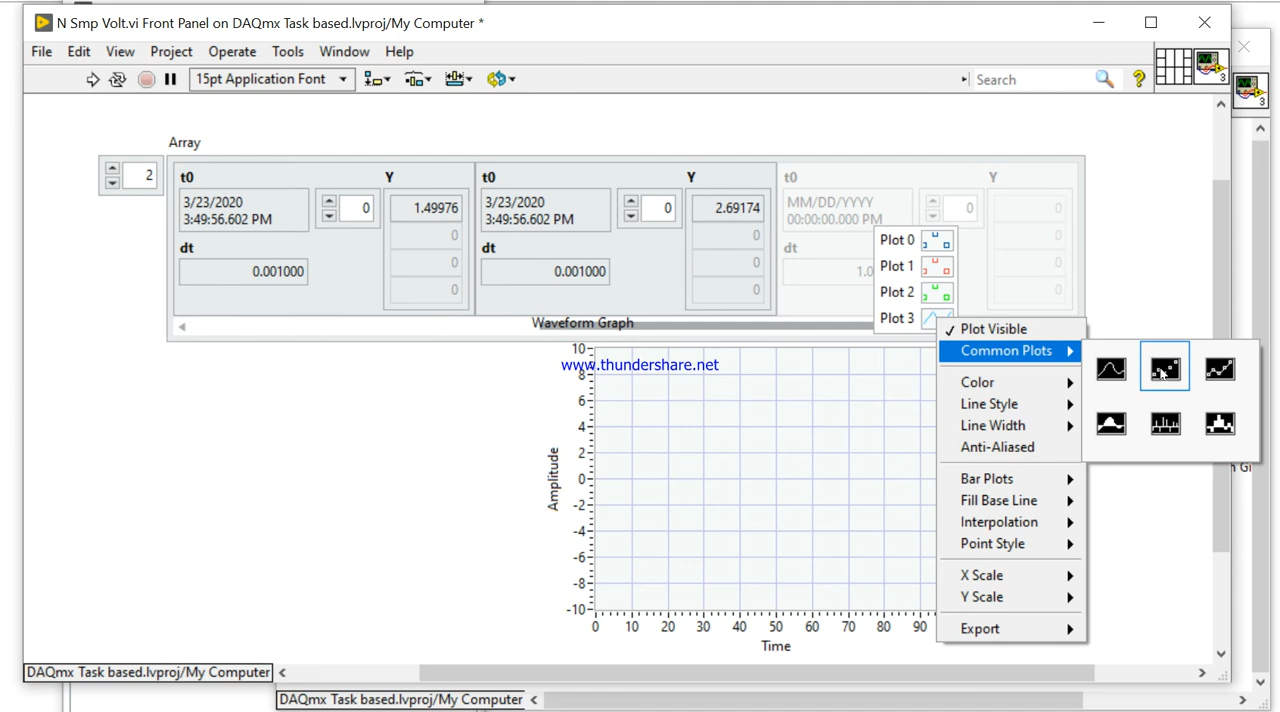 N Smp Volt.vi Front Panel on DAQmx Task based.lvproj/My Computer *
File Edit View Project Operate Tools Window Help
15pt Application Font
Search
?
3
3
Array
2
t0 Y t0 Y t0 Y
3/23/2020
3:49:56.602 PM
0
1.49976
3/23/2020
3:49:56.602 PM
0
2.69174
MM/DD/YYYY
00:00:00.000 PM
0
0
0 0 0
dt dt dt
0.001000 0 0.001000 0 1.0 0
0 0 0
Plot 0
Plot 1
Plot 2
Plot 3
Waveform Graph
www.thundershare.net
10
8
6
4
2
0
-2
-4
-6
-8
-10
Amplitude
0 10 20 30 40 50 60 70 80 90
Time
✓ Plot Visible
Common Plots
Color
Line Style
Line Width
Anti-Aliased
Bar Plots
Fill Base Line
Interpolation
Point Style
X Scale
Y Scale
Export
DAQmx Task based.lvproj/My Computer
DAQmx Task based.lvproj/My Computer